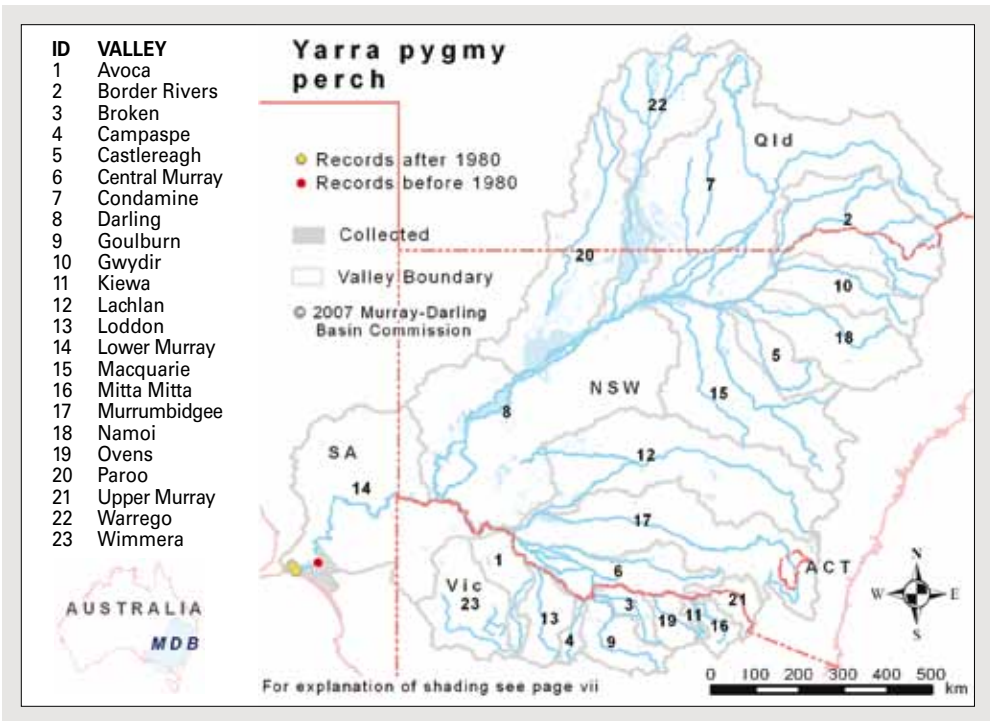 ID VALLEY
1 Avoca
2 Border Rivers
3 Broken
4 Campaspe
5 Castlereagh
6 Central Murray
7 Condamine
8 Darling
9 Goulburn
10 Gwydir
11 Kiewa
12 Lachlan
13 Loddon
14 Lower Murray
15 Macquarie
16 Mitta Mitta
17 Murrumbidgee
18 Namoi
19 Ovens
20 Paroo
21 Upper Murray
22 Warrego
23 Wimmera
AUSTRALIA
MDB
Yarra pygmy
perch
Records after 1980
Records before 1980
Collected
Valley Boundary
© 2007 Murray-Darling
Basin Commission
22
Qld
7
2
20
10
18
5
NSW
15
8
SA
12
14
17
1
6
ACT
Vic
23
21
3
13
19
11
16
4
9
N
W E
S
For explanation of shading see page vii
0 100 200 300 400 500
km